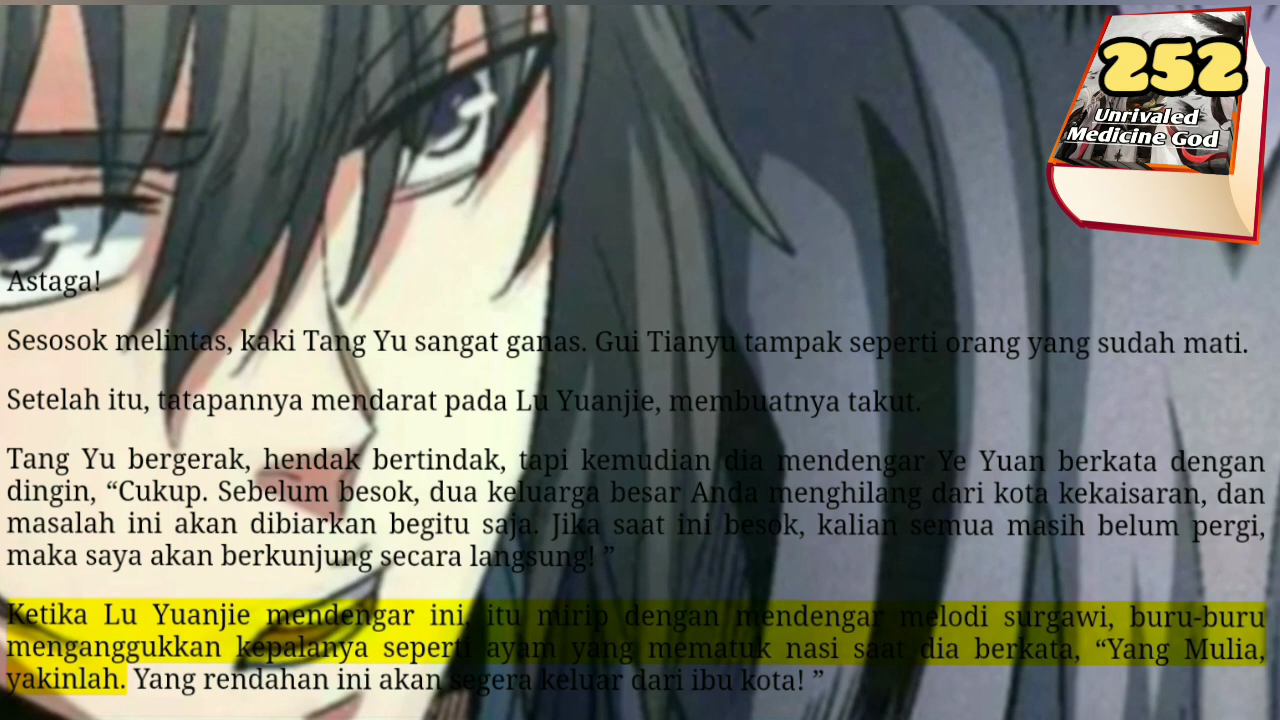 252
Unrivaled
Medicine God
Astaga!
Sesosok melintas, kaki Tang Yu sangat ganas. Gui Tianyu tampak seperti orang yang sudah mati.
Setelah itu, tatapannya mendarat pada Lu Yuanjie, membuatnya takut.
Tang Yu bergerak, hendak bertindak, tapi kemudian dia mendengar Ye Yuan berkata dengan
dingin, “Cukup. Sebelum besok, dua keluarga besar Anda menghilang dari kota kekaisaran, dan
masalah ini akan dibiarkan begitu saja. Jika saat ini besok, kalian semua masih belum pergi,
maka saya akan berkunjung secara langsung! ”
Ketika Lu Yuanjie mendengar ini, itu mirip dengan mendengar melodi surgawi, buru-buru
menganggukkan kepalanya seperti ayam yang mematuk nasi saat dia berkata, “Yang Mulia,
yakinlah. Yang rendahan ini akan segera keluar dari ibu kota! ”